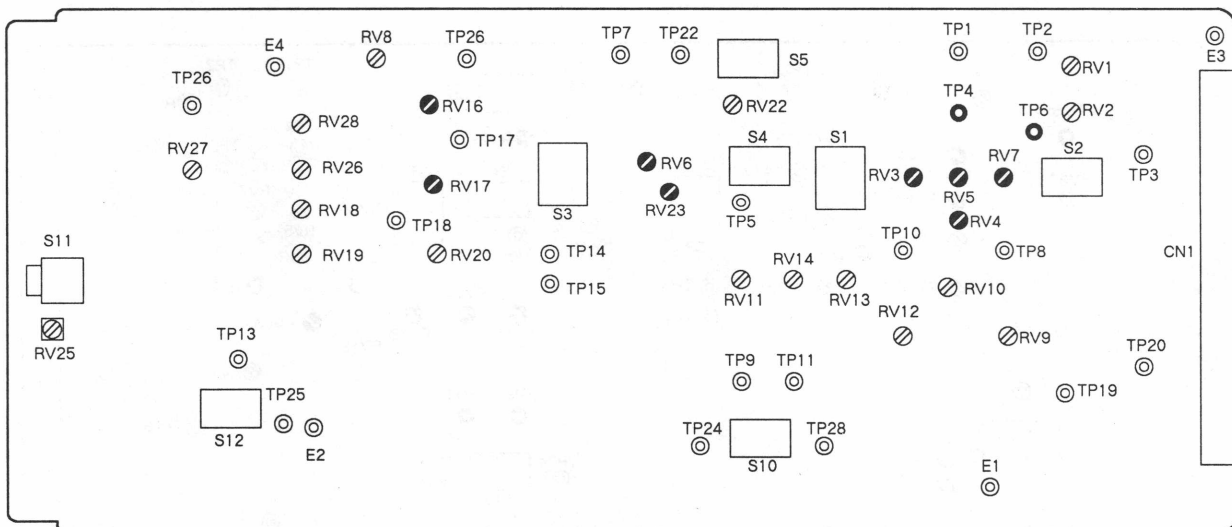 E4
RV8
TP26
TP7
TP22
S5
TP1
TP2
E3
RV1
TP26
RV16
RV22
TP4
TP6
RV2
RV28
TP17
S4
S1
RV27
RV26
RV6
RV3
RV7
S2
TP3
RV17
RV23
RV5
S3
TP5
RV18
TP18
RV4
S11
RV19
RV20
TP14
TP10
TP8
CN1
TP15
RV14
RV11
RV13
RV10
RV12
RV25
TP13
RV9
TP9
TP11
TP20
TP25
TP19
S12
E2
TP24
S10
TP28
E1